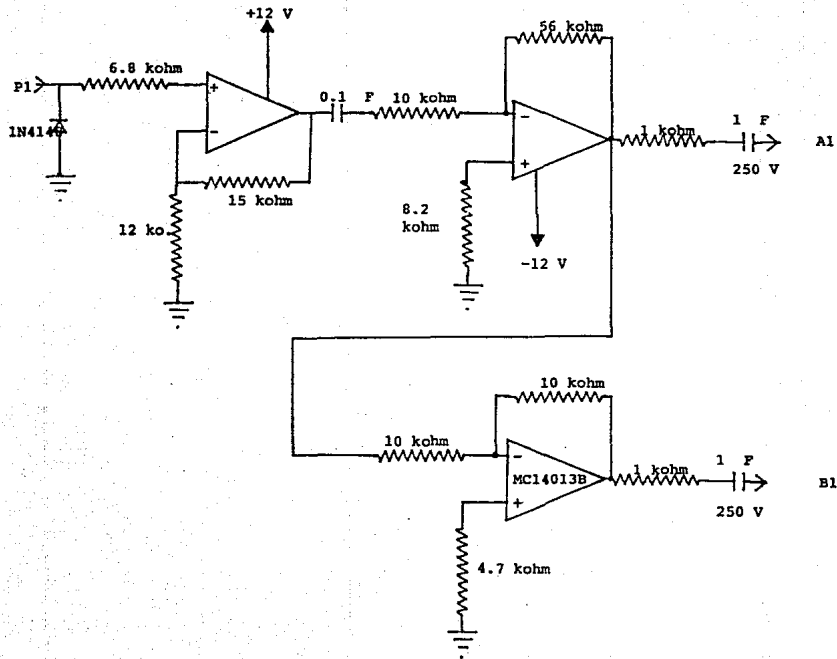 +12 V
56 kohm
P1
6.8 kohm
0.1 F
10 kohm
1 F
1N414
+
-
-
+
1 kohm
A1
250 V
15 kohm
12 ko.
8.2
kohm
-12 V
10 kohm
10 kohm
-
MC14013B
+
1 kohm
1 F
B1
250 V
4.7 kohm